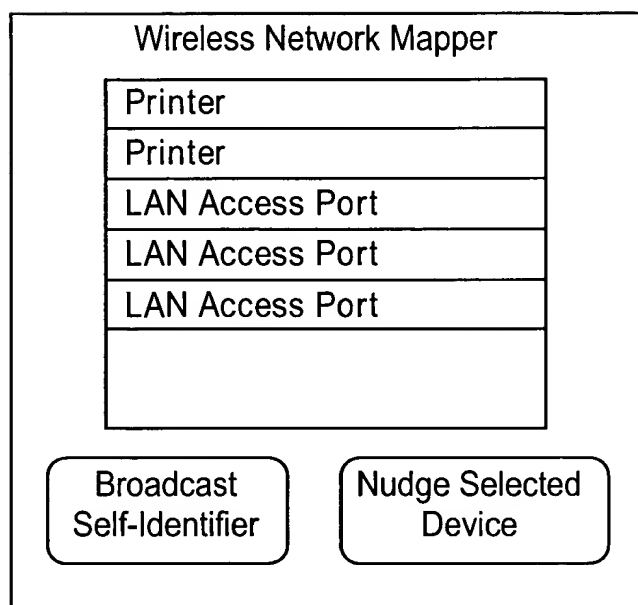 Wireless Network Mapper
Printer
Printer
LAN Access Port
LAN Access Port
LAN Access Port
Broadcast
Self-Identifier
Nudge Selected
Device